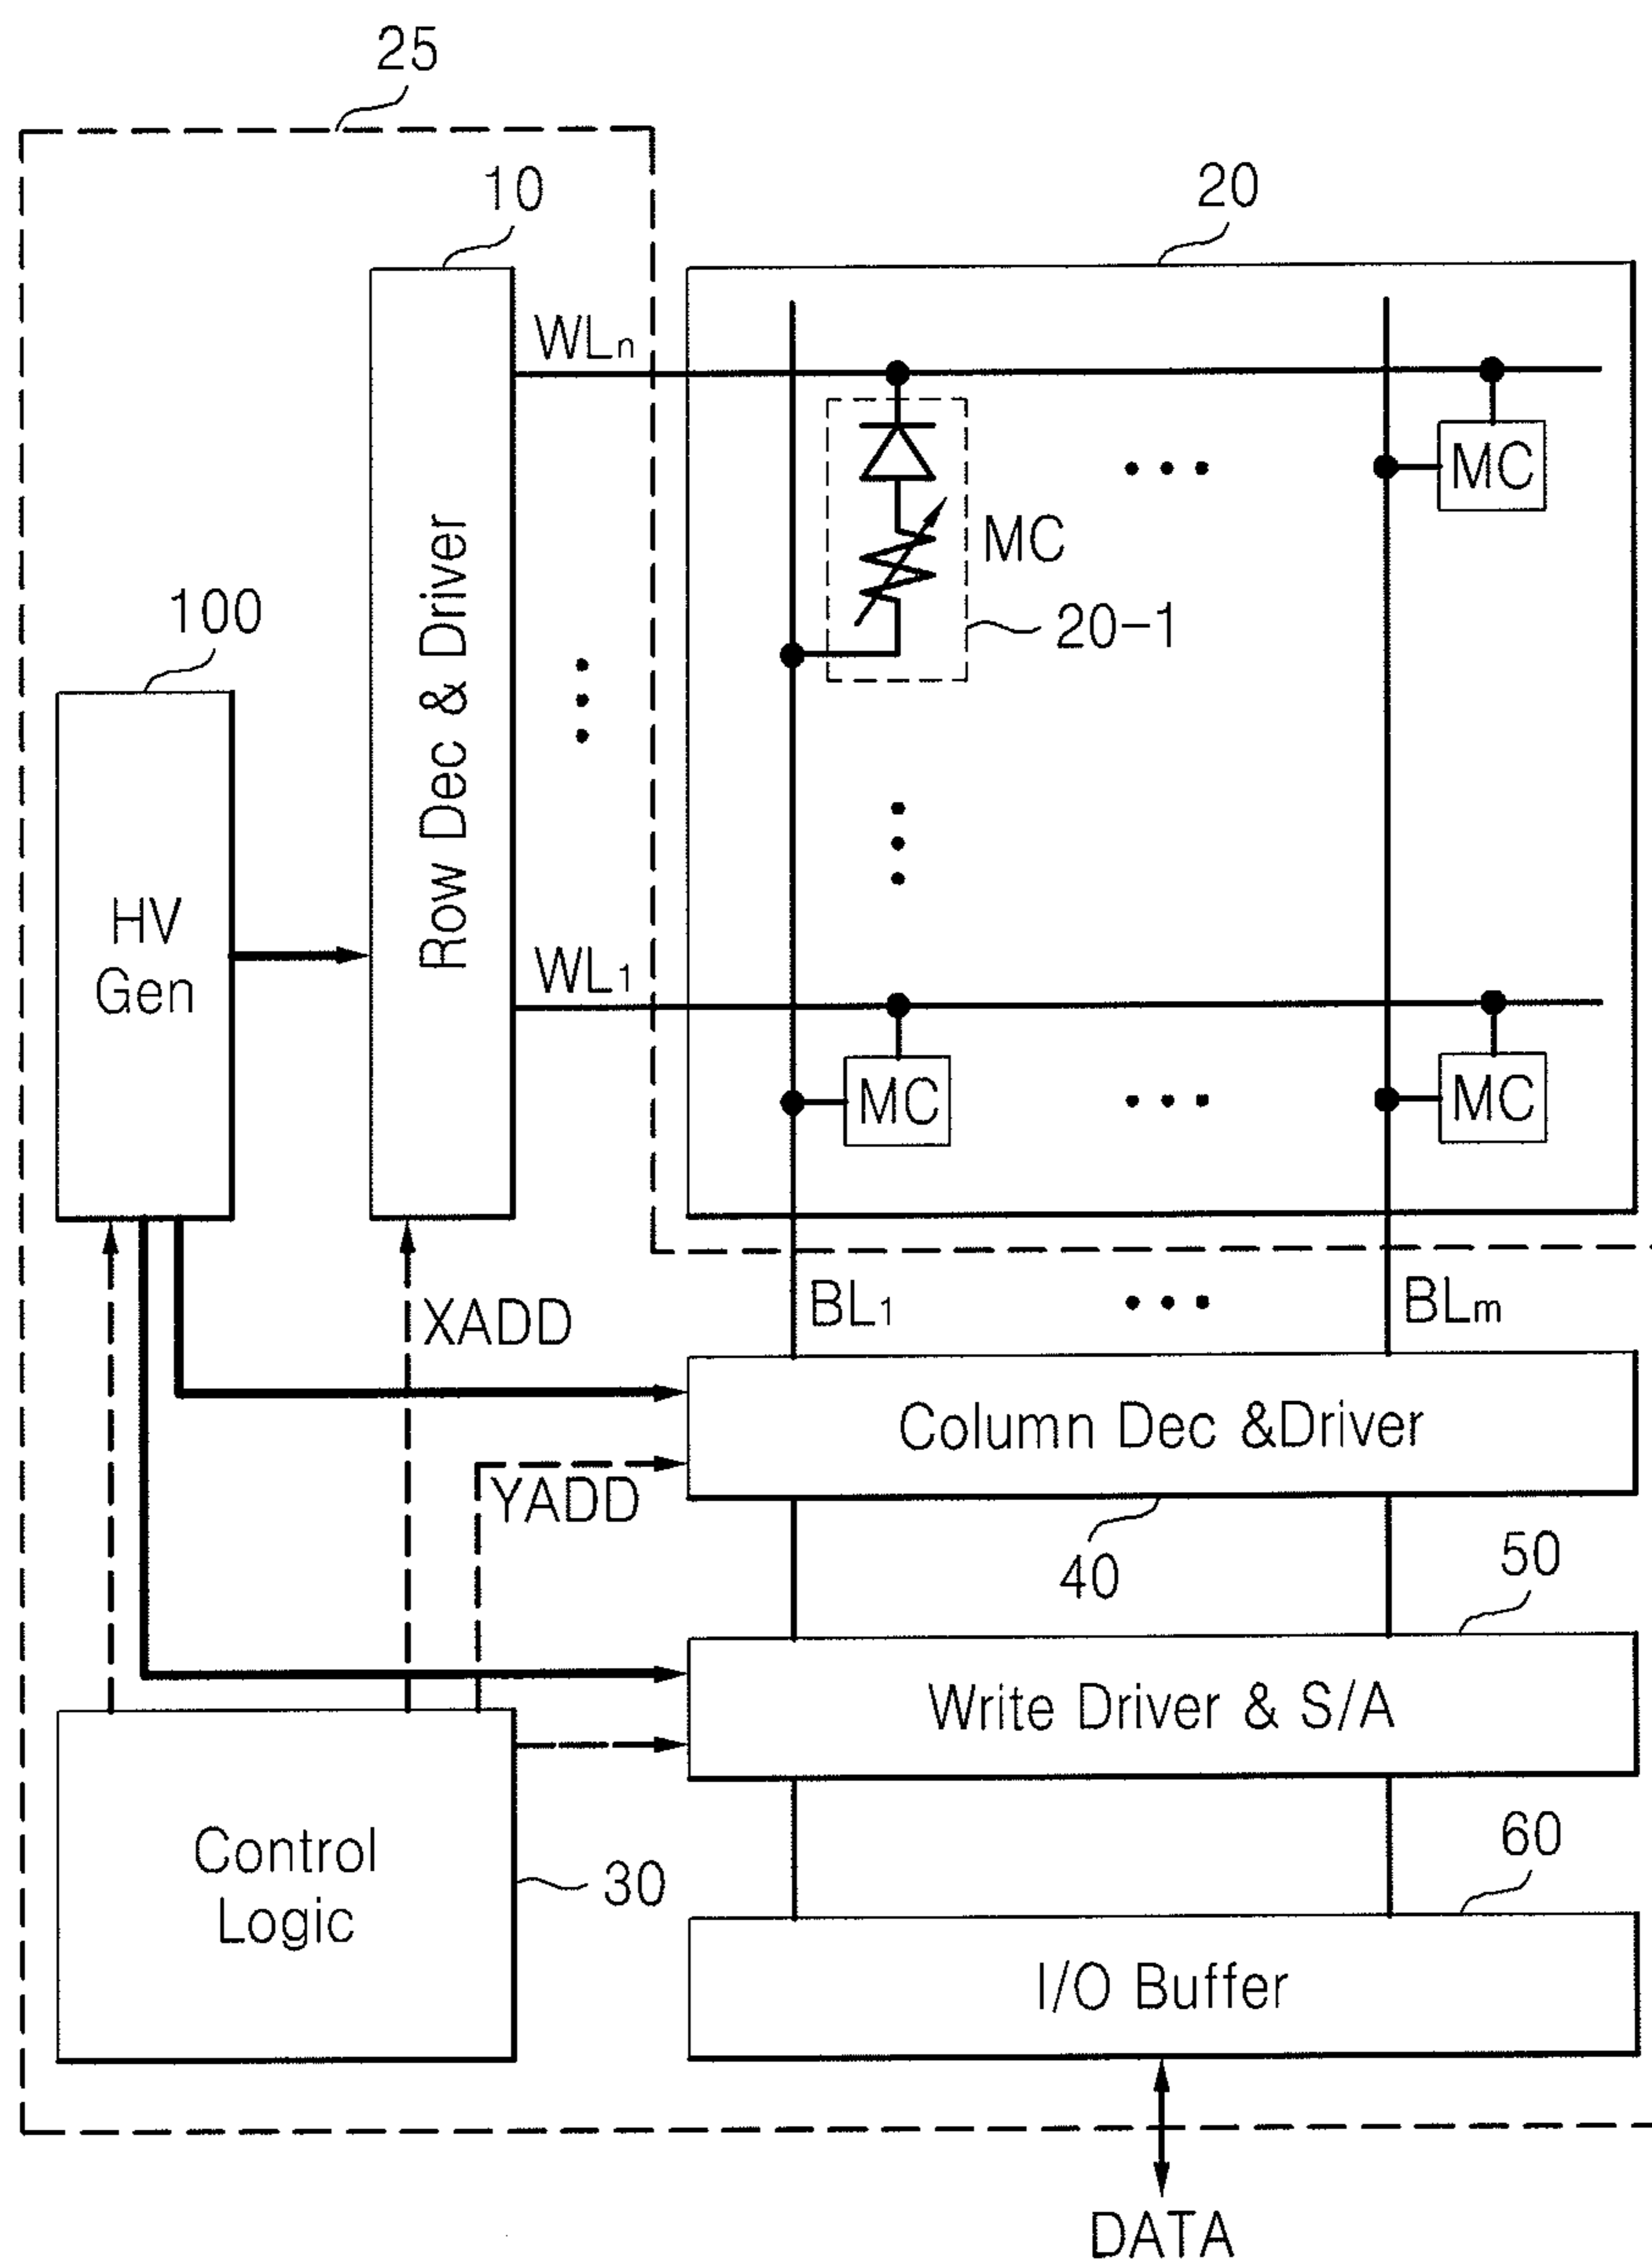 25
10
20
WLn
MC
MC
20-1
100
Row Dec & Driver
HV
Gen
WL1
MC
MC
XADD
BL1
BLm
Column Dec &Driver
YADD
40
50
Write Driver & S/A
Control
Logic
30
60
I/O Buffer
DATA